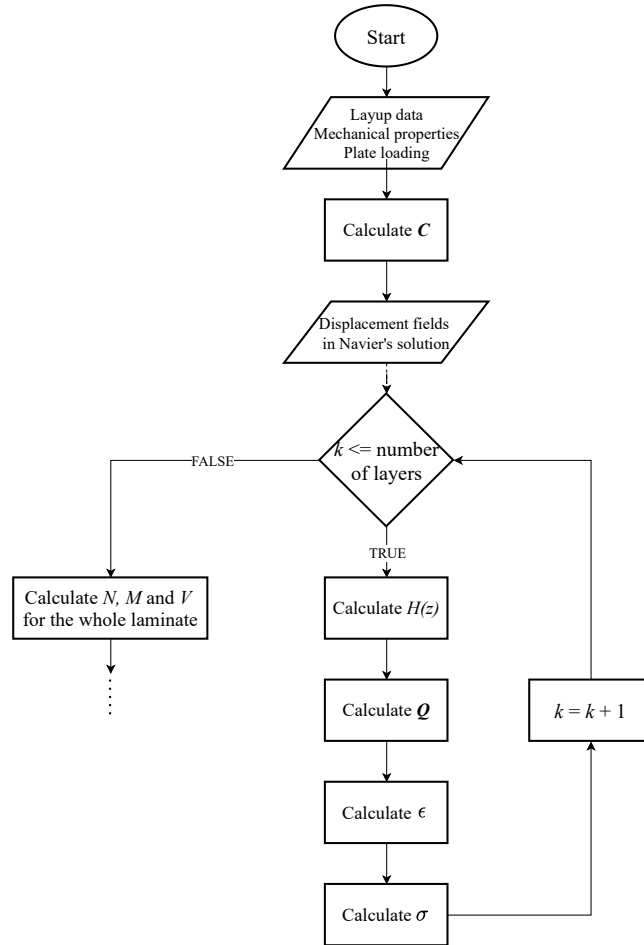 Start
Layup data
Mechanical properties
Plate loading
Calculate C
Displacement fields
in Navier's solution
k <= number
of layers
FALSE
TRUE
Calculate N, M and V
for the whole laminate
Calculate H(z)
Calculate Q
k = k + 1
Calculate ϵ
Calculate σ